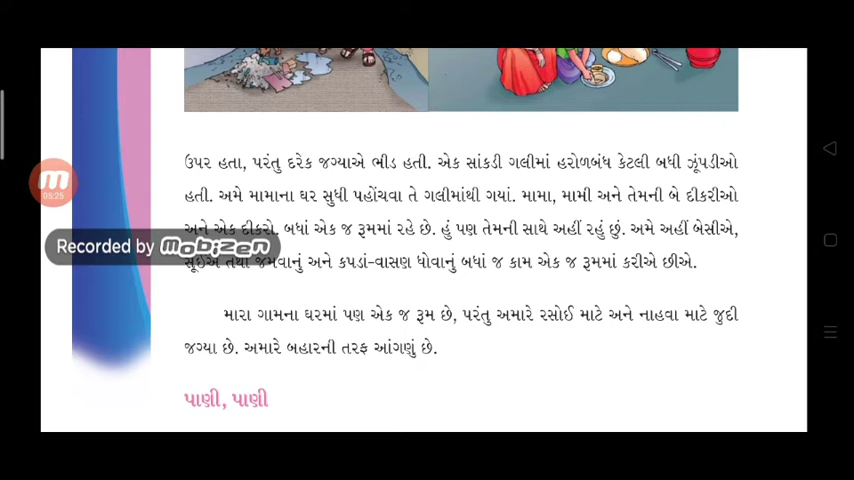 ઉપર હતા, પરંતુ દરેક જગ્યાએ ભીડ હતી. એક સાંકડી ગલીમાં હરોળબંધ કેટલી બધી ઝૂંપડીઓ
હતી. અમે મામાના ઘર સુધી પહોંચવા તે ગલીમાંથી ગયાં. મામા, મામી અને તેમની બે દીકરીઓ
અને એક દીકરો, બધાં એક જ રૂમમાં રહે છે. હું પણ તેમની સાથે અહીં રહું છું. અમે અહીં બેસીએ,
સૂઈએ તથા જમવાનું અને કપડાં-વાસણ ધોવાનું બધાં જ કામ એક જ રૂમમાં કરીએ છીએ.
મારા ગામના ઘરમાં પણ એક જ રૂમ છે, પરંતુ અમારે રસોઈ માટે અને નાહવા માટે જુદી
જગ્યા છે. અમારે બહારની તરફ આંગણું છે.
પાણી, પાણી
m
05:25
Recorded by mobizen